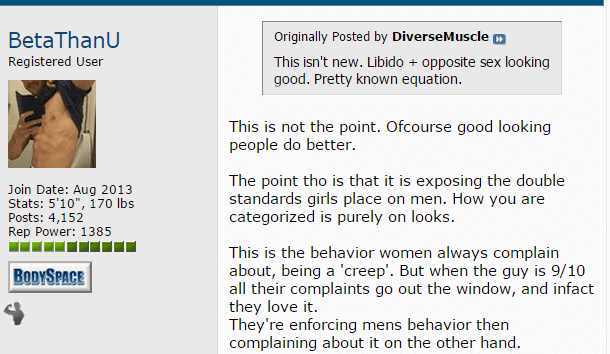 BetaThanU
Registered User
Join Date: Aug 2013
Stats: 5'10", 170 lbs
Posts: 4,152
Rep Power: 1385
BODYSPACE
Originally Posted by DiverseMuscle
This isn't new. Libido + opposite sex looking
good. Pretty known equation.
This is not the point. Ofcourse good looking
people do better.
The point tho is that it is exposing the double
standards girls place on men. How you are
categorized is purely on looks.
This is the behavior women always complain
about, being a 'creep'. But when the guy is 9/10
all their complaints go out the window, and infact
they love it.
They're enforcing mens behavior then
complaining about it on the other hand.